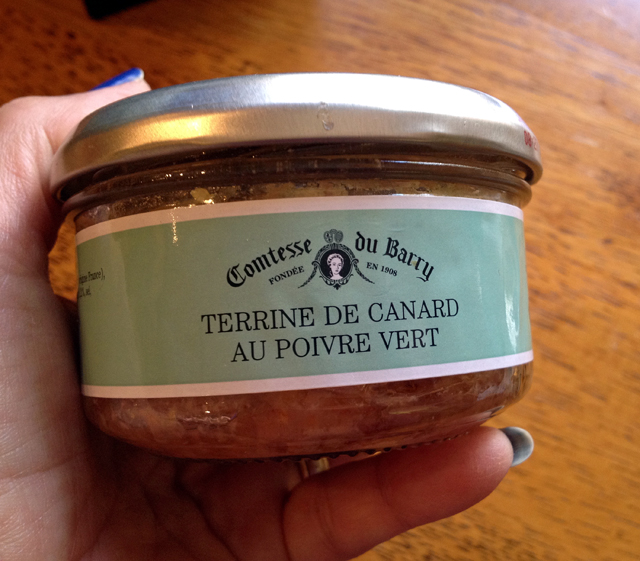 Comtesse du Barry
FONDÉE EN 1908
TERRINE DE CANARD
AU POIVRE VERT